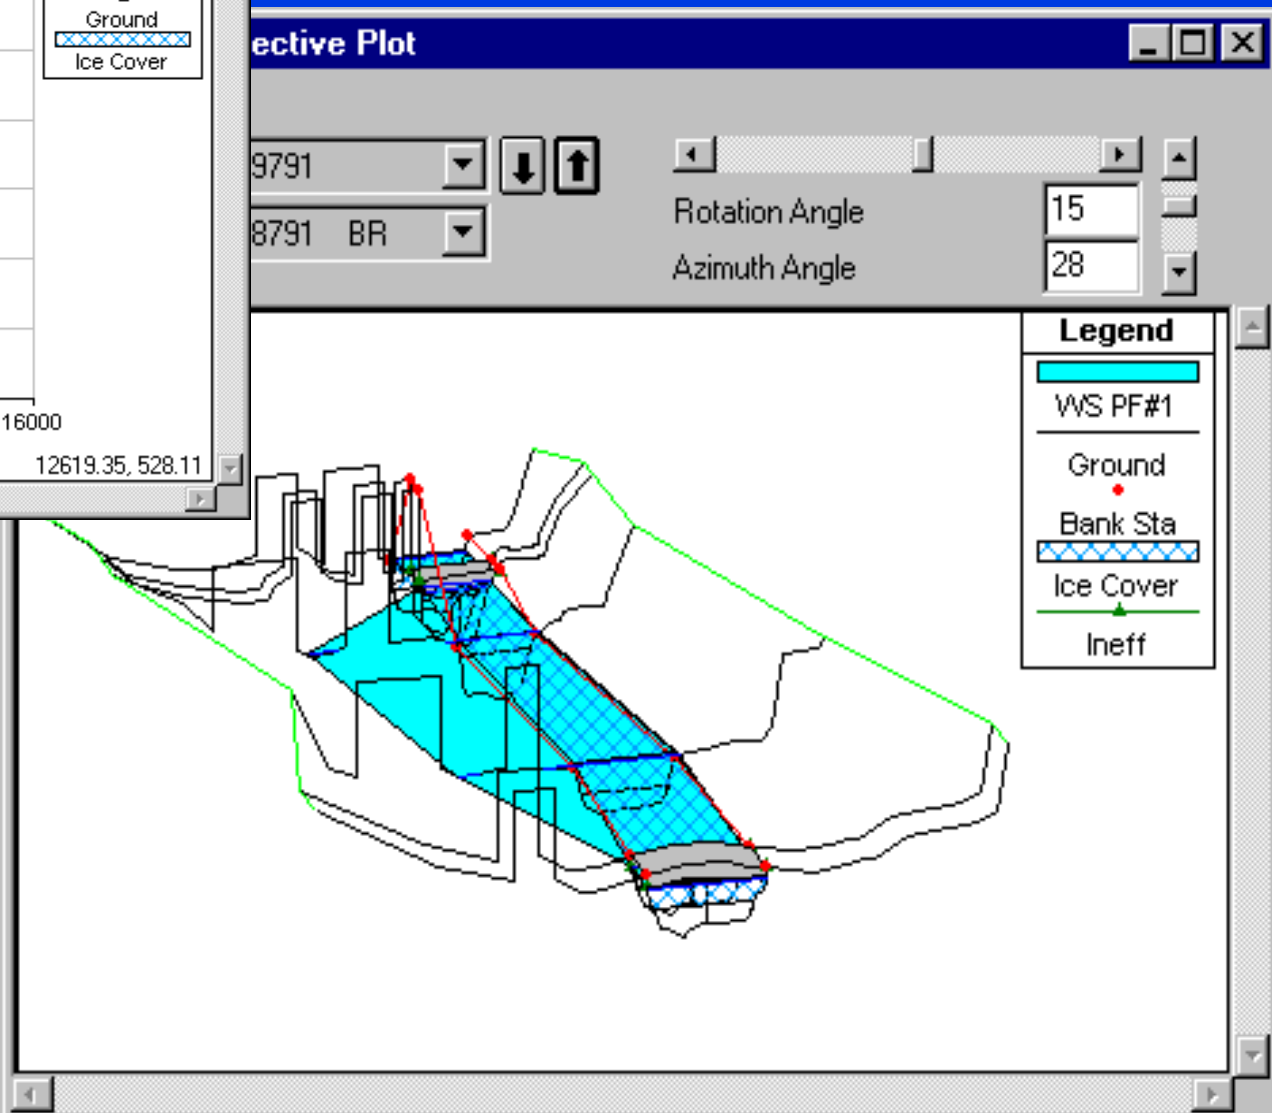 Ground
Ice Cover
16000
12619.35, 528.11
ective Plot
9791
8791 BR
Rotation Angle
15
Azimuth Angle
28
Legend
WS PF#1
Ground
Bank Sta
Ice Cover
Ineff